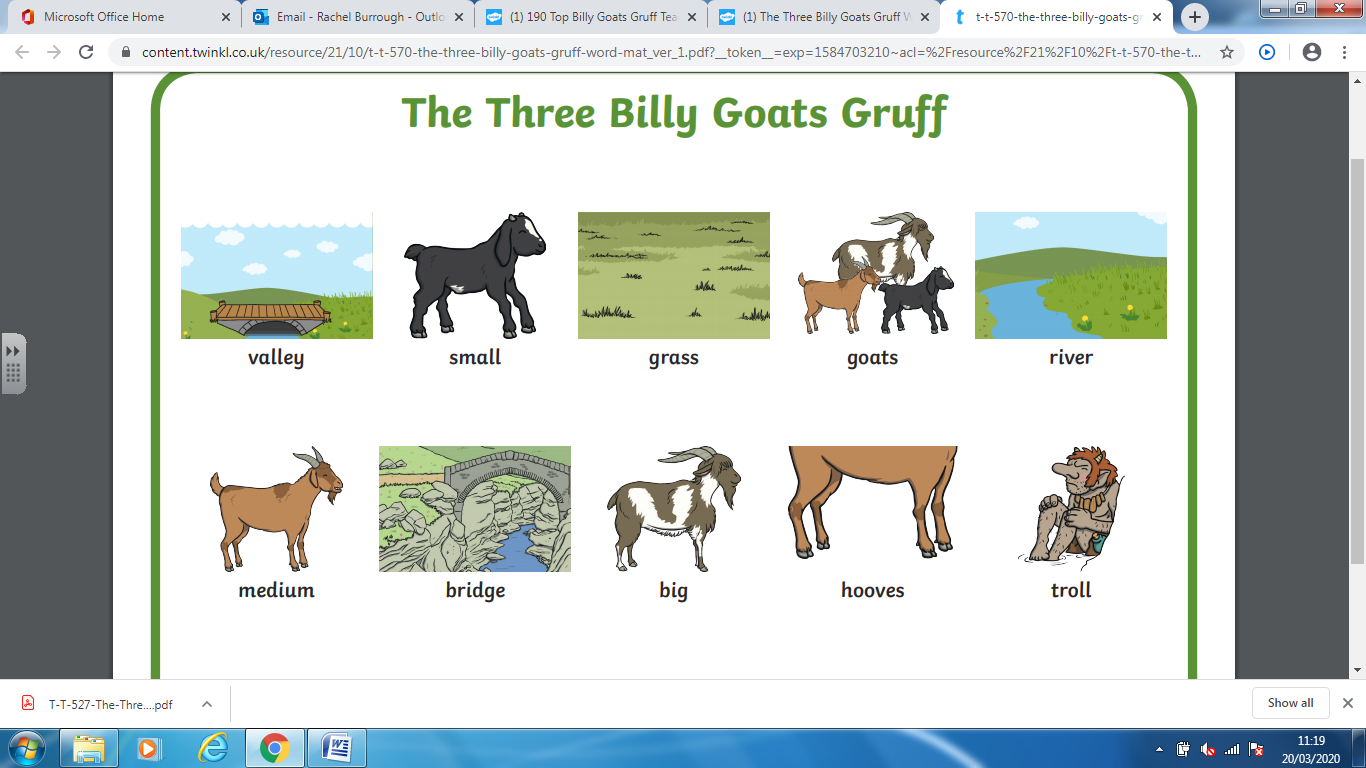 Microsoft Office Home
Email - Rachel Burrough - Outlo
(1) 190 Top Billy Goats Gruff Tea
(1) The Three Billy Goats Gruff W
t-t-570-the-three-billy-goats-gr
content.twinkl.co.uk/resource/21/10/t-t-570-the-three-billy-goats-gruff-word-mat_ver_1.pdf?__token__=exp=1584703210~acl=%2Fresource%2F21%2F10%2Ft-t-570-the-t...
The Three Billy Goats Gruff
valley small grass goats river
medium bridge big hooves troll
T-T-527-The-Thre....pdf
Show all
11:19
20/03/2020